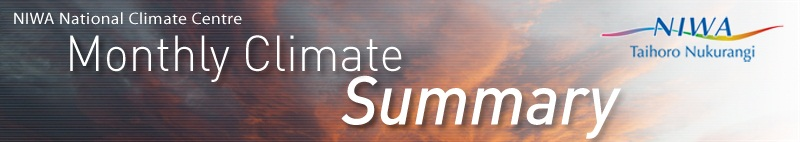 NIWA National Climate Centre
Monthly Climate
Summary
NIWA
Taihoro Nukurangi